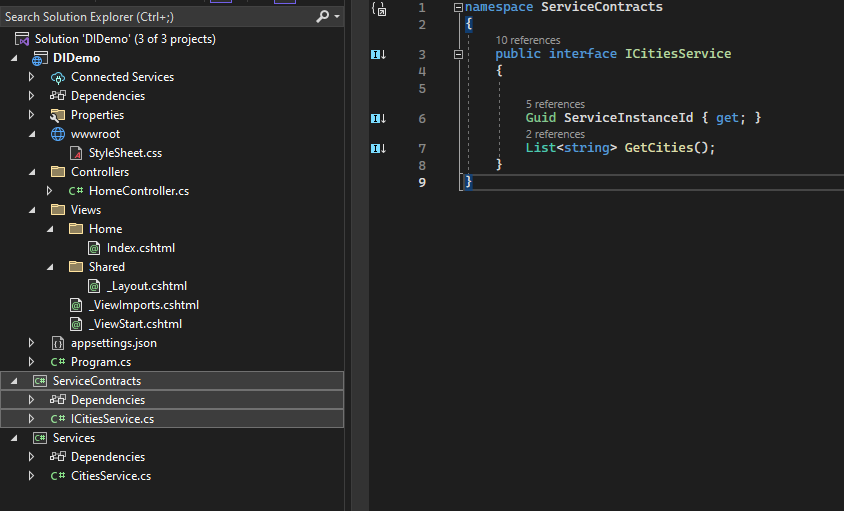 Search Solution Explorer (Ctrl+;)
Solution 'DIDemo' (3 of 3 projects)
DIDemo
Connected Services
Dependencies
Properties
wwwroot
StyleSheet.css
Controllers
C# HomeController.cs
Views
Home
Index.cshtml
Shared
_Layout.cshtml
_ViewImports.cshtml
_ViewStart.cshtml
appsettings.json
C# Program.cs
ServiceContracts
Dependencies
C# ICitiesService.cs
Services
Dependencies
C# CitiesService.cs
1 namespace ServiceContracts
2 {
10 references
3 public interface ICitiesService
4 {
5
5 references
6 Guid ServiceInstanceId { get; }
2 references
7 List<string> GetCities();
8 }
9 }